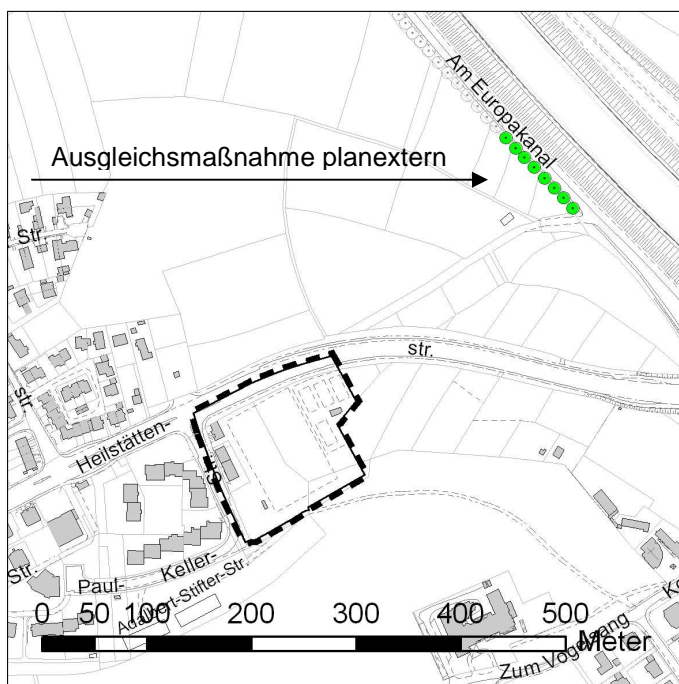 Am Europakanal
Ausgleichsmaßnahme planextern
Str.
str.
str.
Heilstätten-
Str.
Str.
Keller-
Paul-
Adalbert-Stifter-Str.
0 50 100 200 300 400 500
Meter
Zum Vogelsang